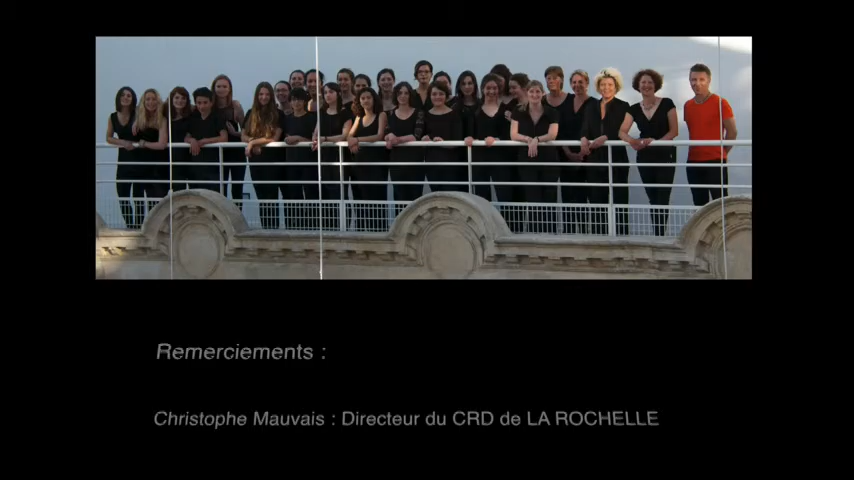 Remerciements :
Christophe Mauvais : Directeur du CRD de LA ROCHELLE